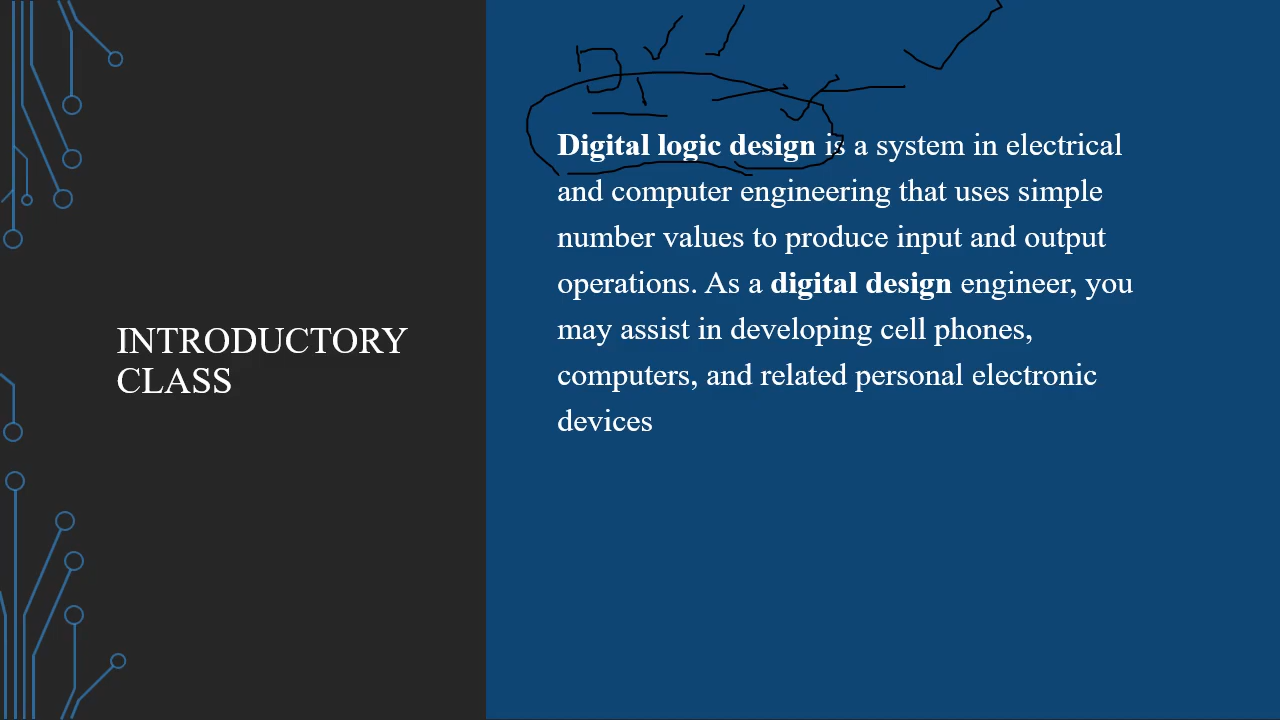 INTRODUCTORY
CLASS
Digital logic design is a system in electrical
and computer engineering that uses simple
number values to produce input and output
operations. As a digital design engineer, you
may assist in developing cell phones,
computers, and related personal electronic
devices